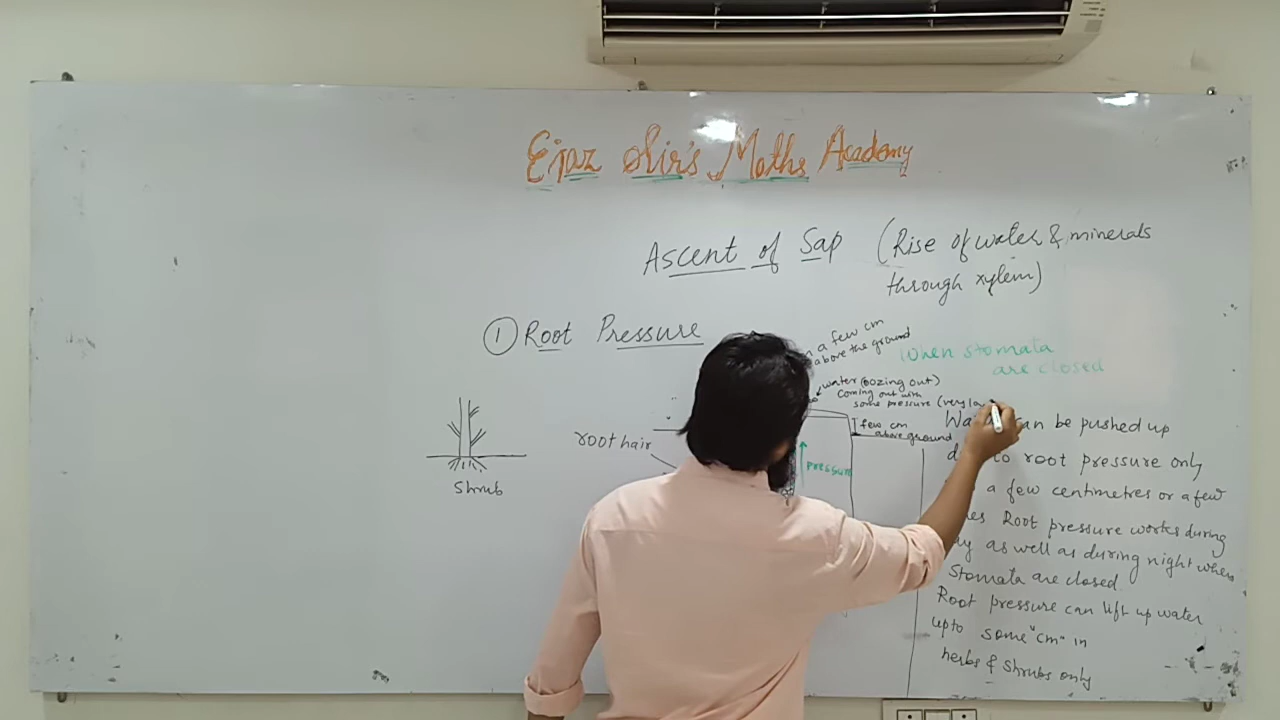 Ejaz Sir's Maths Academy
Ascent of Sap (Rise of water & minerals
through xylem)
① Root Pressure
a few cm
above the ground
When stomata
are closed
water (oozing out)
coming out with
some pressure (very
few cm
above ground
root hair
pressure
Shrub
can be pushed up
to root pressure only
a few centimetres or a few
Root pressure works during
as well as during night when
Stomata are closed.
Root pressure can lift up water
upto some "cm" in
herbs & shrubs only